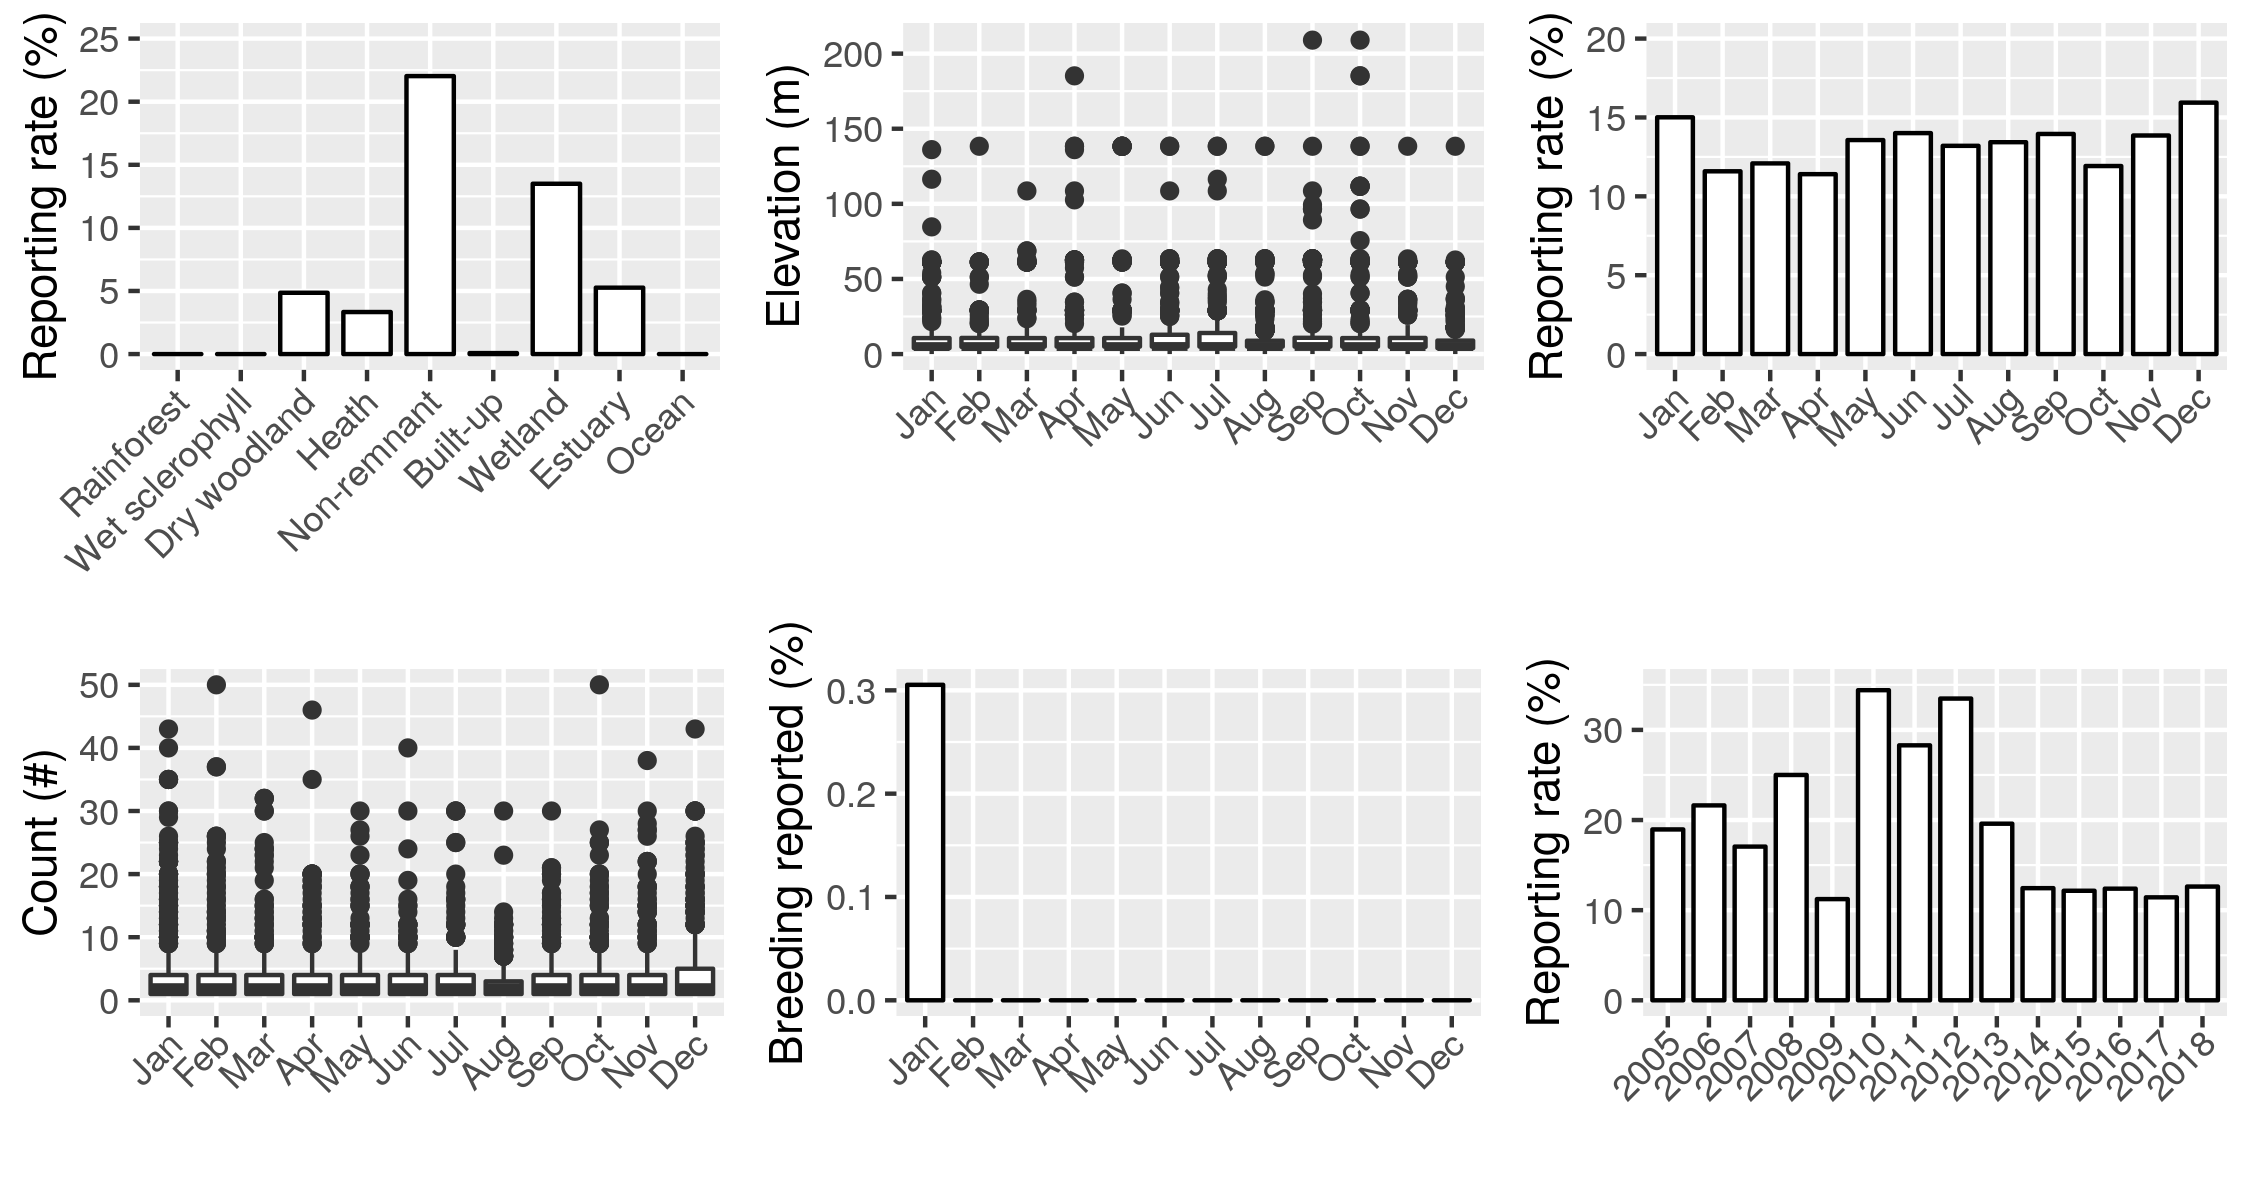 Reporting rate (%)
25
20
15
10
5
0
Rainforest
Wet sclerophyll
Dry woodland
Heath
Non-remnant
Built-up
Wetland
Estuary
Ocean
Elevation (m)
200
150
100
50
0
Jan
Feb
Mar
Apr
May
Jun
Jul
Aug
Sep
Oct
Nov
Dec
Reporting rate (%)
20
15
10
5
0
Jan
Feb
Mar
Apr
May
Jun
Jul
Aug
Sep
Oct
Nov
Dec
Count (#)
50
40
30
20
10
0
Jan
Feb
Mar
Apr
May
Jun
Jul
Aug
Sep
Oct
Nov
Dec
Breeding reported (%)
0.3
0.2
0.1
0.0
Jan
Feb
Mar
Apr
May
Jun
Jul
Aug
Sep
Oct
Nov
Dec
Reporting rate (%)
30
20
10
0
2005
2006
2007
2008
2009
2010
2011
2012
2013
2014
2015
2016
2017
2018